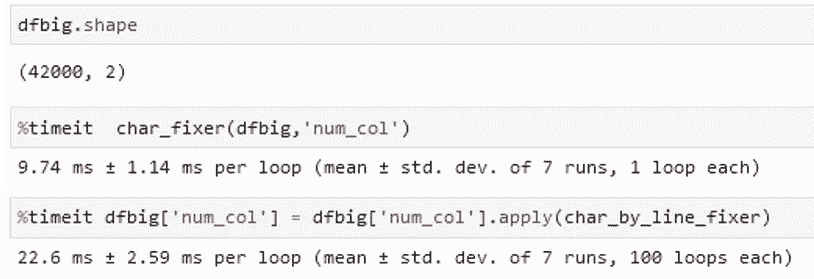 dfbig.shape
(42000, 2)
%timeit  char_fixer(dfbig,'num_col')
9.74 ms ± 1.14 ms per loop (mean ± std. dev. of 7 runs, 1 loop each)
%timeit dfbig['num_col'] = dfbig['num_col'].apply(char_by_line_fixer)
22.6 ms ± 2.59 ms per loop (mean ± std. dev. of 7 runs, 100 loops each)